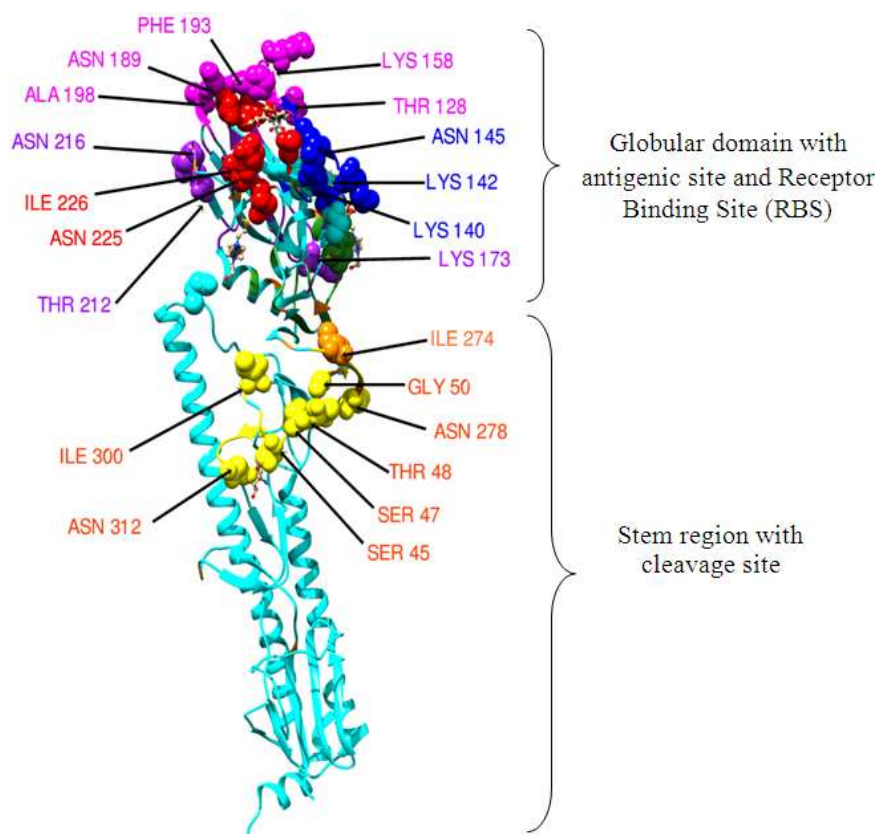 PHE 193
ASN 189
LYS 158
ALA 198
THR 128
ASN 216
ASN 145
ILE 226
LYS 142
ASN 225
LYS 140
LYS 173
THR 212
Globular domain with
antigenic site and Receptor
Binding Site (RBS)
ILE 274
GLY 50
ASN 278
ILE 300
THR 48
ASN 312
SER 47
SER 45
Stem region with
cleavage site